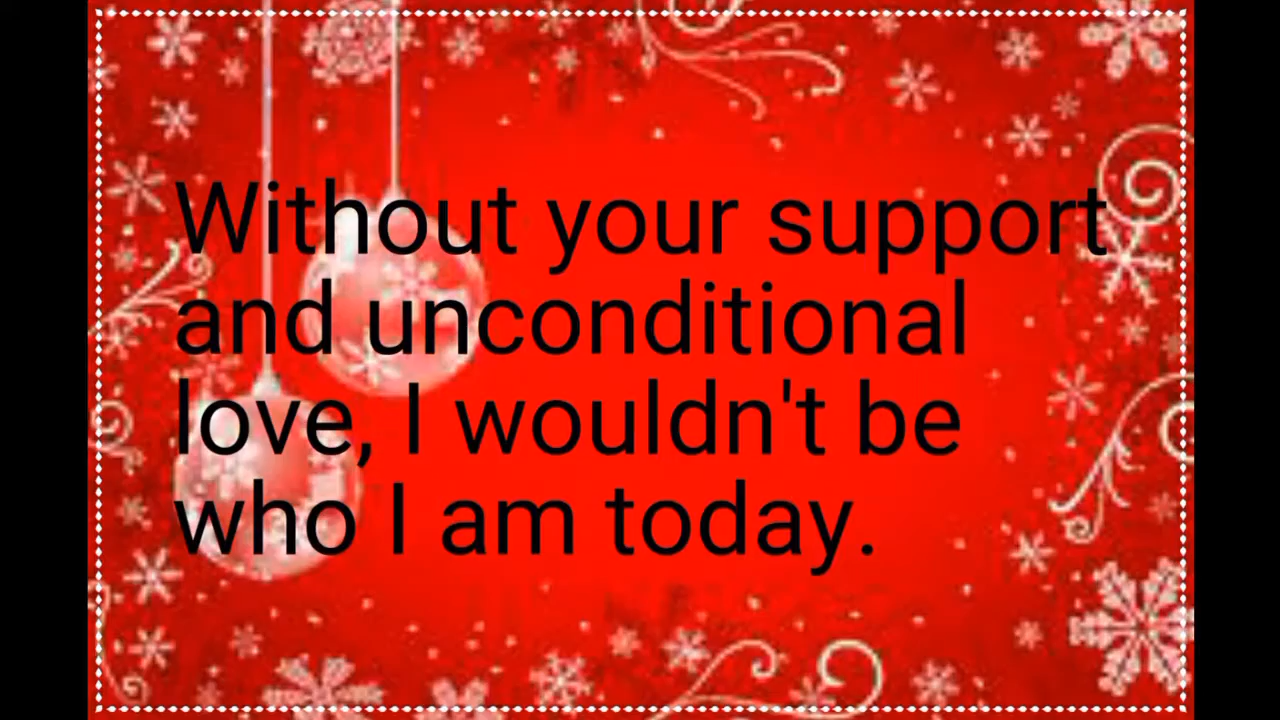 Without your support
and unconditional
love, I wouldn't be
who I am today.